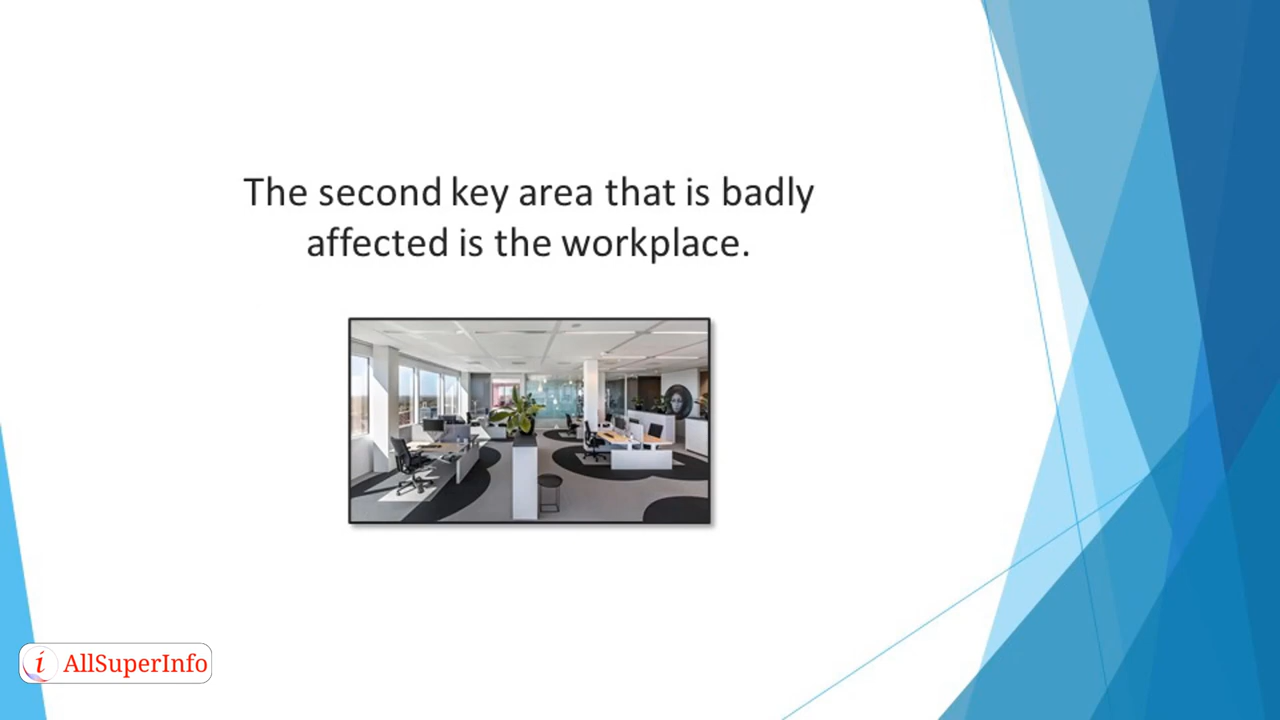 The second key area that is badly
affected is the workplace.
i AllSuperInfo